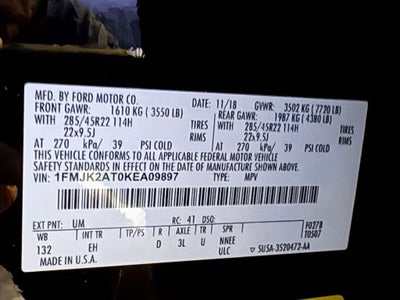 MFD. BY FORD MOTOR CO.
DATE: 11/18 GVWR: 3502 KG ( 7720 LB)
FRONT GAWR: 1610 KG ( 3550 LB) REAR GAWR: 1987 KG ( 4380 LB)
WITH 285/45R22 114H TIRES WITH 285/45R22 114H TIRES
22x9.5J RIMS 22x9.5J RIMS
AT 270 kPa/ 39 PSI COLD AT 270 kPa/ 39 PSI COLD
THIS VEHICLE CONFORMS TO ALL APPLICABLE FEDERAL MOTOR VEHICLE
SAFETY STANDARDS IN EFFECT ON THE DATE OF MANUFACTURE SHOWN ABOVE.
VIN: 1FMJK2AT0KEA09897 TYPE: MPV
EXT PNT: UM RC: 41 DSO: F0278
T0507
WB INT TR TP/PS R AXLE TR SPR
132 EH D 3L U NNEE
MADE IN U.S.A. ULC SU5A-3520472-AA